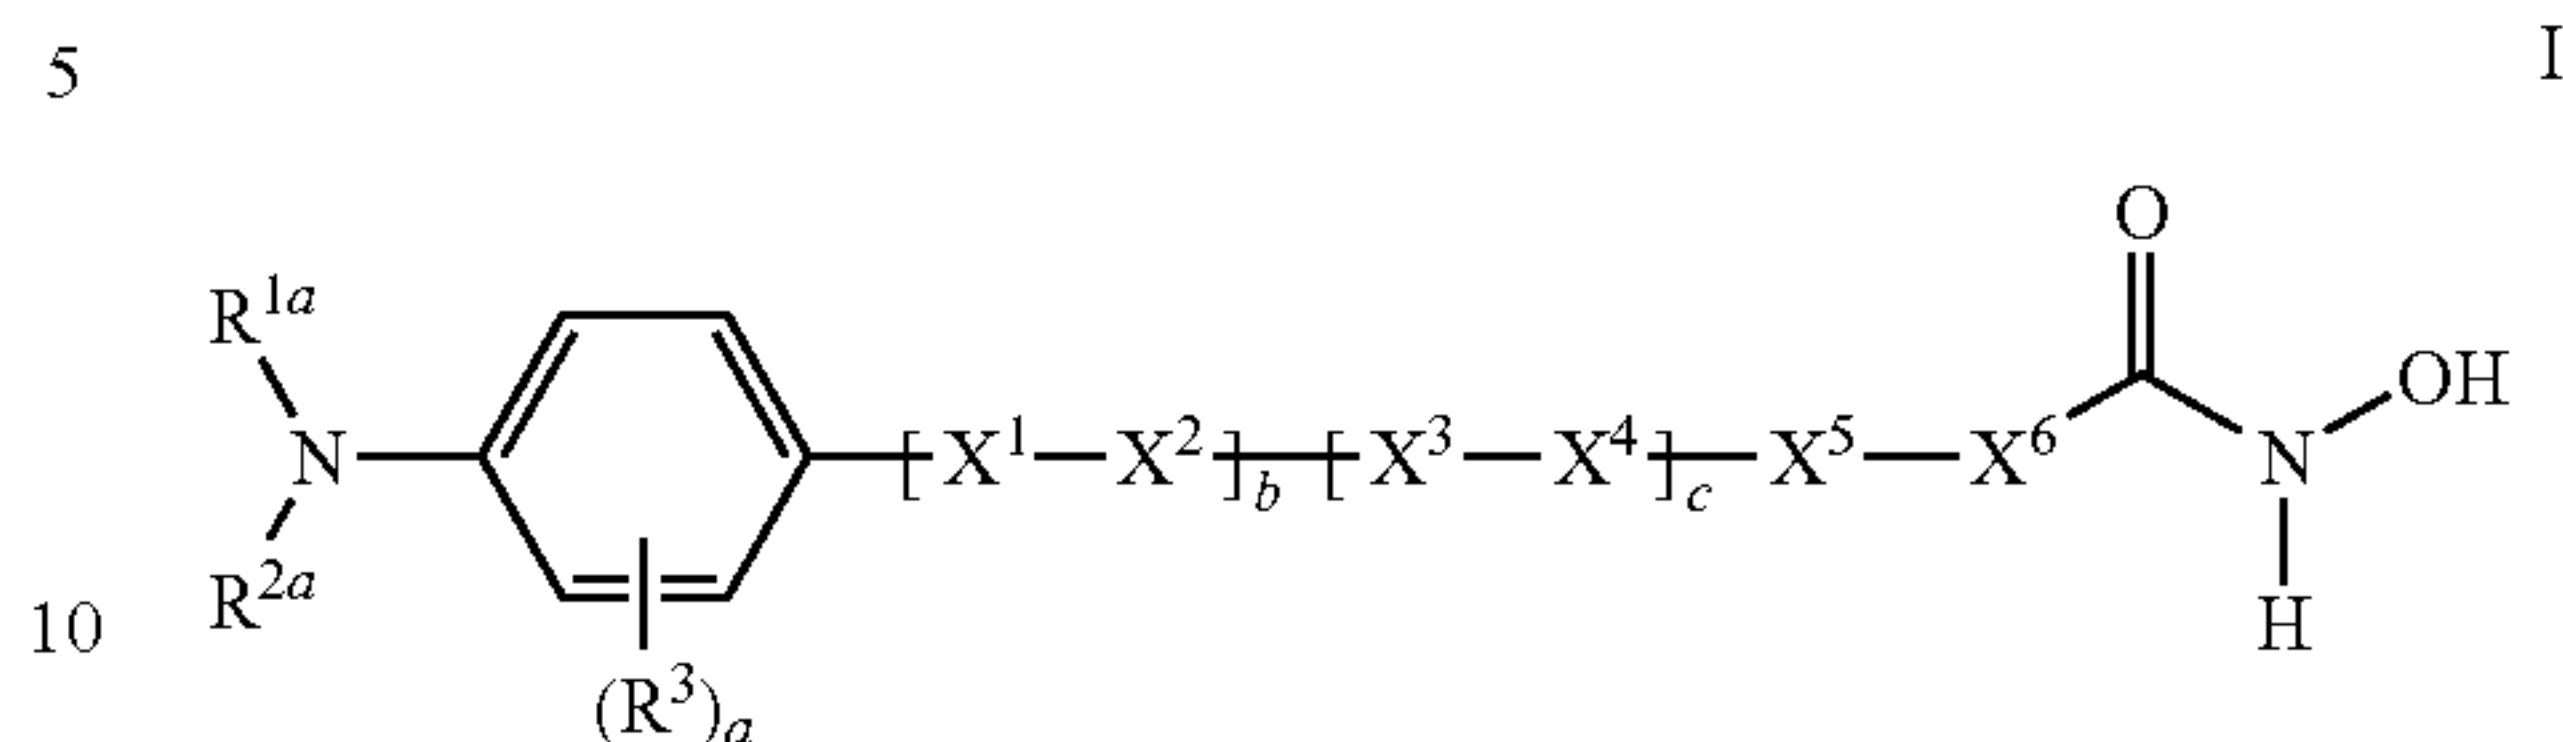 5 I
O
R1a OH
N [ X1 X2 ]b [ X3 X4 ]c X5 X6 N
R2a H
10
(R3)a